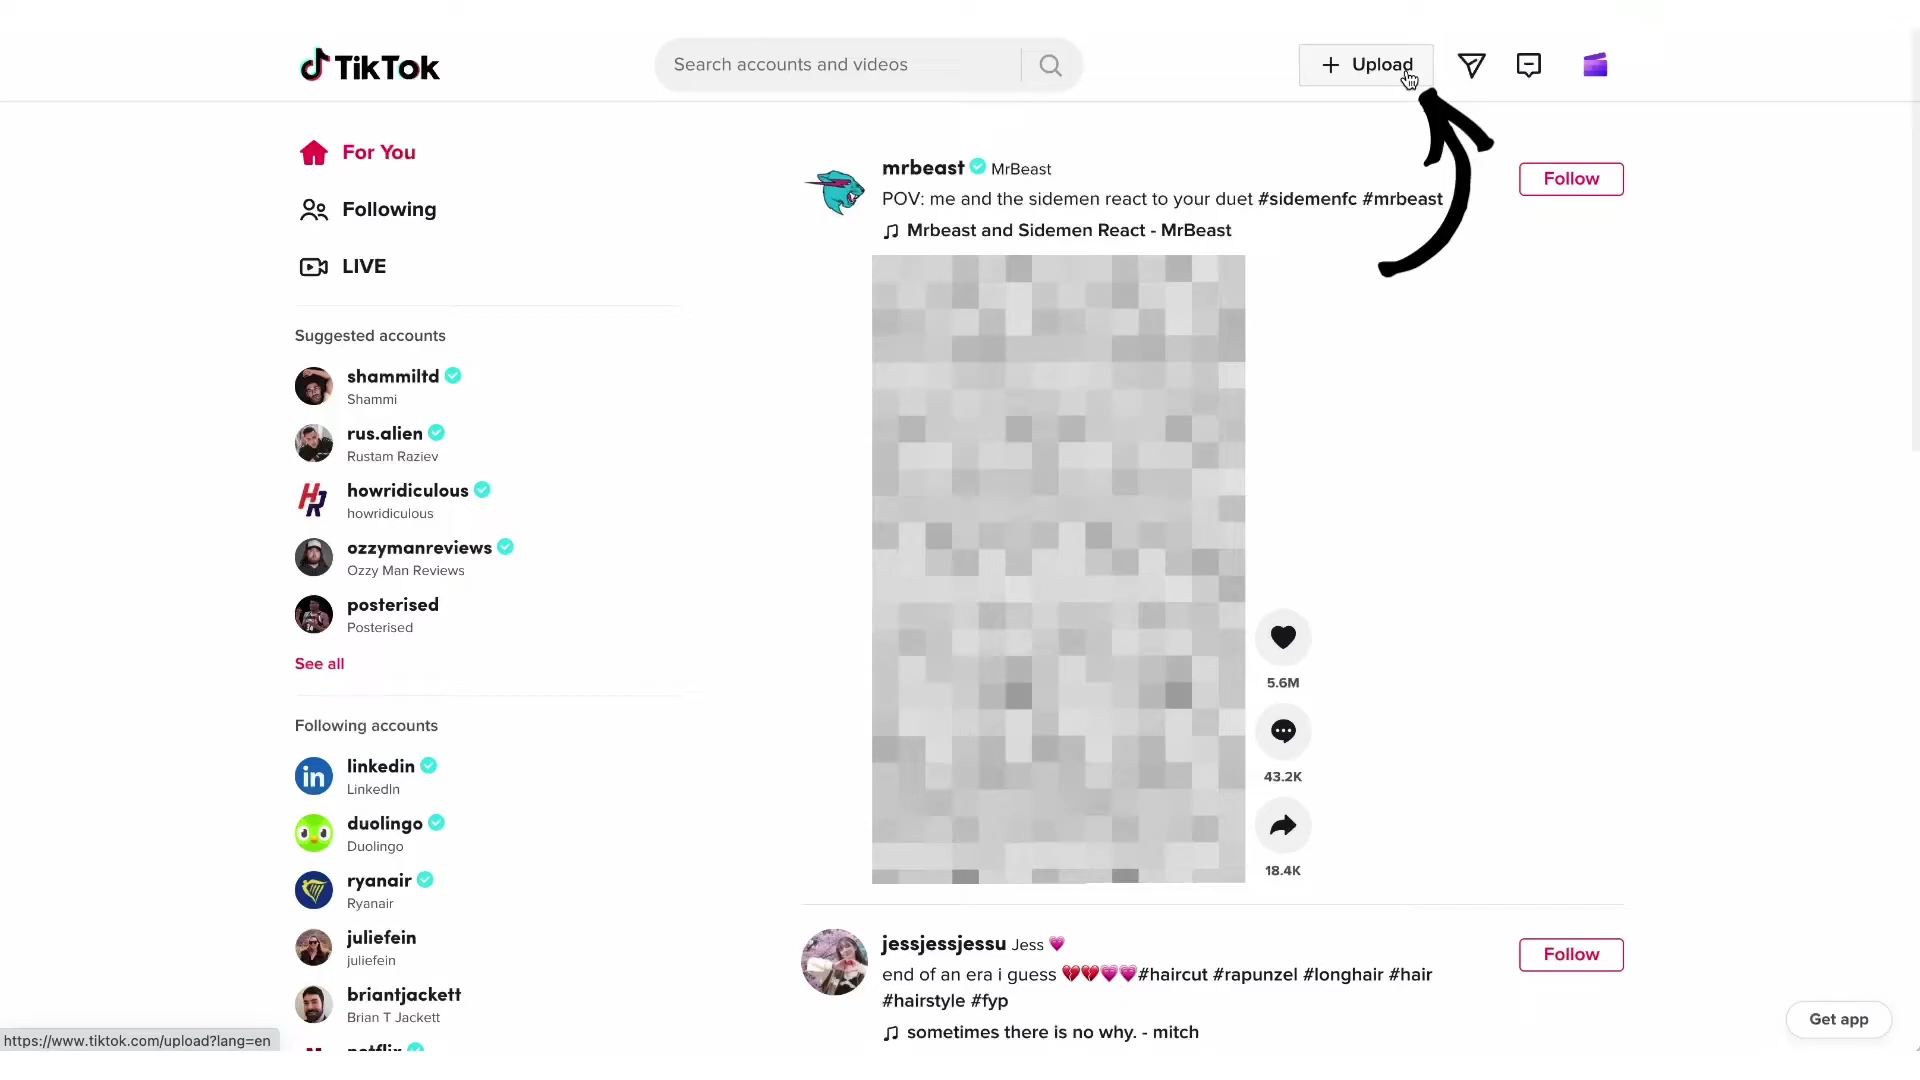 TikTok
Search accounts and videos
Upload
For You
Following
LIVE
Suggested accounts
shammiltd
Shammi
rus.alien
Rustam Raziev
howridiculous
howridiculous
ozzymanreviews
Ozzy Man Reviews
posterised
Posterised
See all
Following accounts
linkedin
LinkedIn
duolingo
Duolingo
ryanair
Ryanair
juliefein
juliefein
briantjackett
Brian T Jackett
netflix
mrbeast MrBeast
Follow
POV: me and the sidemen react to your duet #sidemenfc #mrbeast
Mrbeast and Sidemen React - MrBeast
5.6M
43.2K
18.4K
jessjessjessu Jess 💗
Follow
end of an era i guess 💔💔💗💗#haircut #rapunzel #longhair #hair
#hairstyle #fyp
sometimes there is no why. - mitch
Get app
https://www.tiktok.com/upload?lang=en